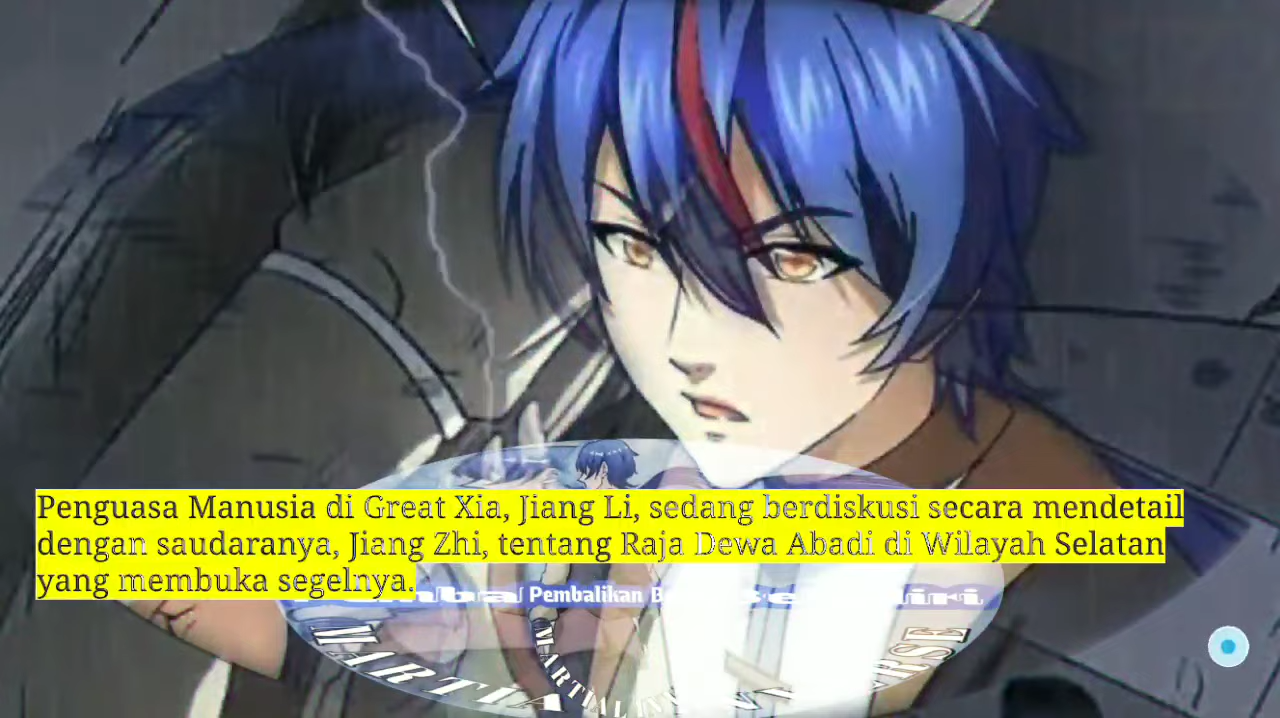 Penguasa Manusia di Great Xia, Jiang Li, sedang berdiskusi secara mendetail
dengan saudaranya, Jiang Zhi, tentang Raja Dewa Abadi di Wilayah Selatan
yang membuka segelnya.
Pembalikan
MARTIAL